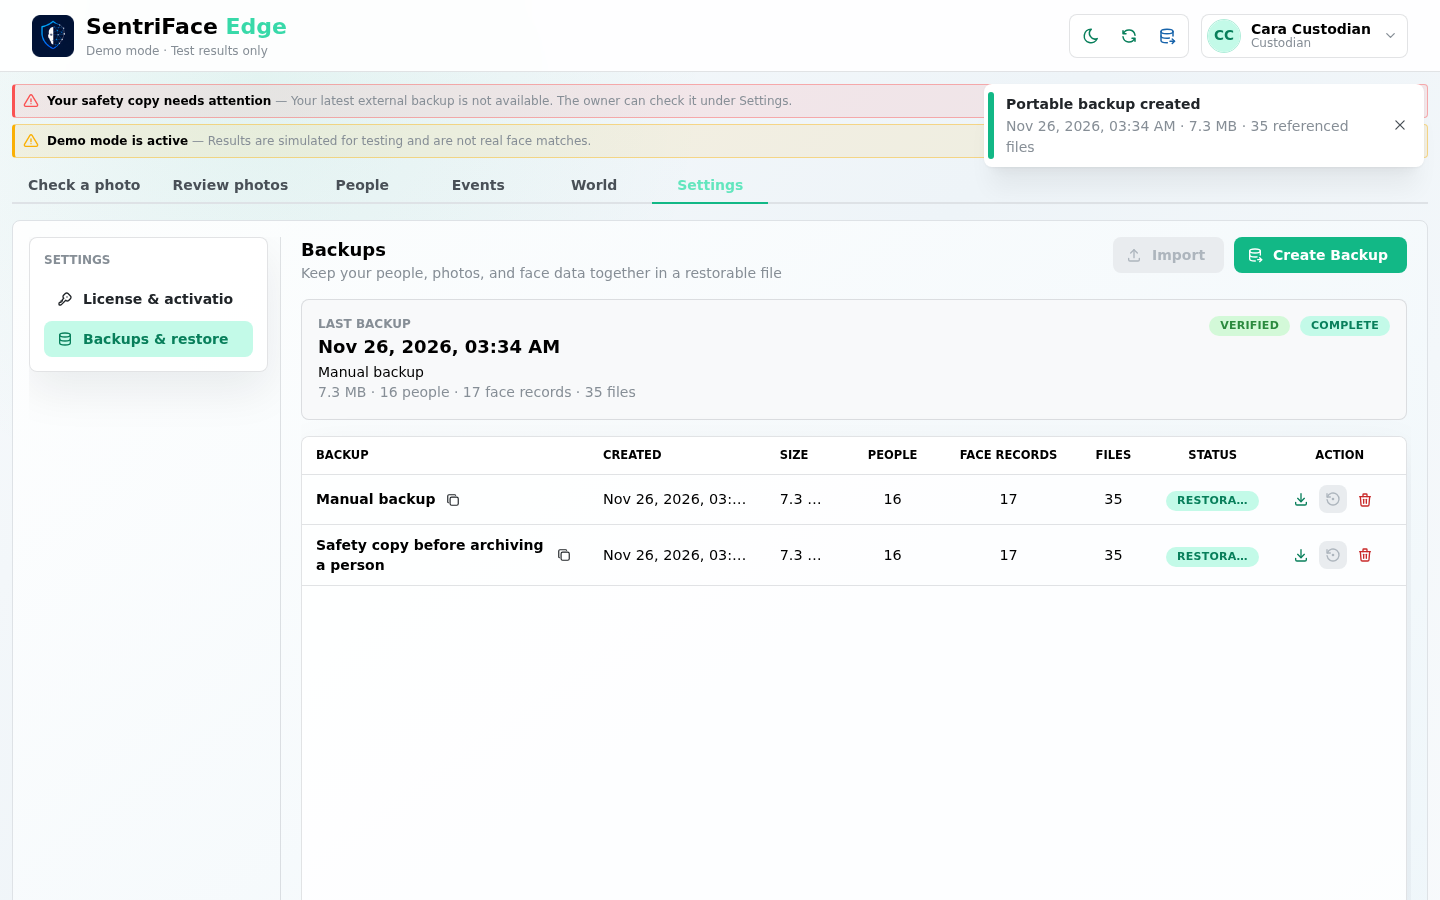 SentriFace Edge
Demo mode · Test results only
CC
Cara Custodian
Custodian
Your safety copy needs attention — Your latest external backup is not available. The owner can check it under Settings.
Demo mode is active — Results are simulated for testing and are not real face matches.
Portable backup created
Nov 26, 2026, 03:34 AM · 7.3 MB · 35 referenced
files
Check a photo
Review photos
People
Events
World
Settings
SETTINGS
License & activatio
Backups & restore
Backups
Keep your people, photos, and face data together in a restorable file
Import
Create Backup
LAST BACKUP
VERIFIED
COMPLETE
Nov 26, 2026, 03:34 AM
Manual backup
7.3 MB · 16 people · 17 face records · 35 files
BACKUP CREATED SIZE PEOPLE FACE RECORDS FILES STATUS ACTION
Manual backup Nov 26, 2026, 03:... 7.3 ... 16 17 35 RESTORA...
Safety copy before archiving
a person Nov 26, 2026, 03:... 7.3 ... 16 17 35 RESTORA...